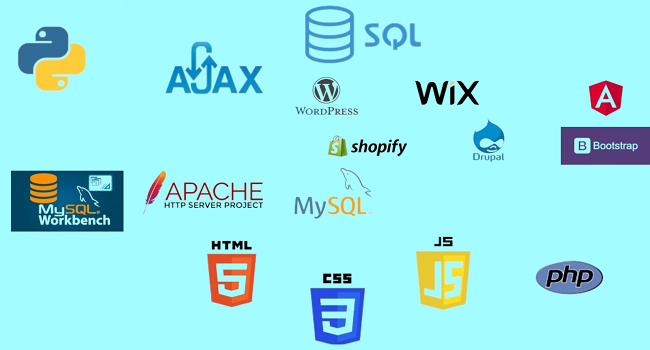 SQL
AJAX
WORDPRESS
WiX
A
S shopify
Drupal
B Bootstrap
MySQL®
Workbench
APACHE
HTTP SERVER PROJECT
MySQL
HTML
5
CSS
3
JS
JS
php